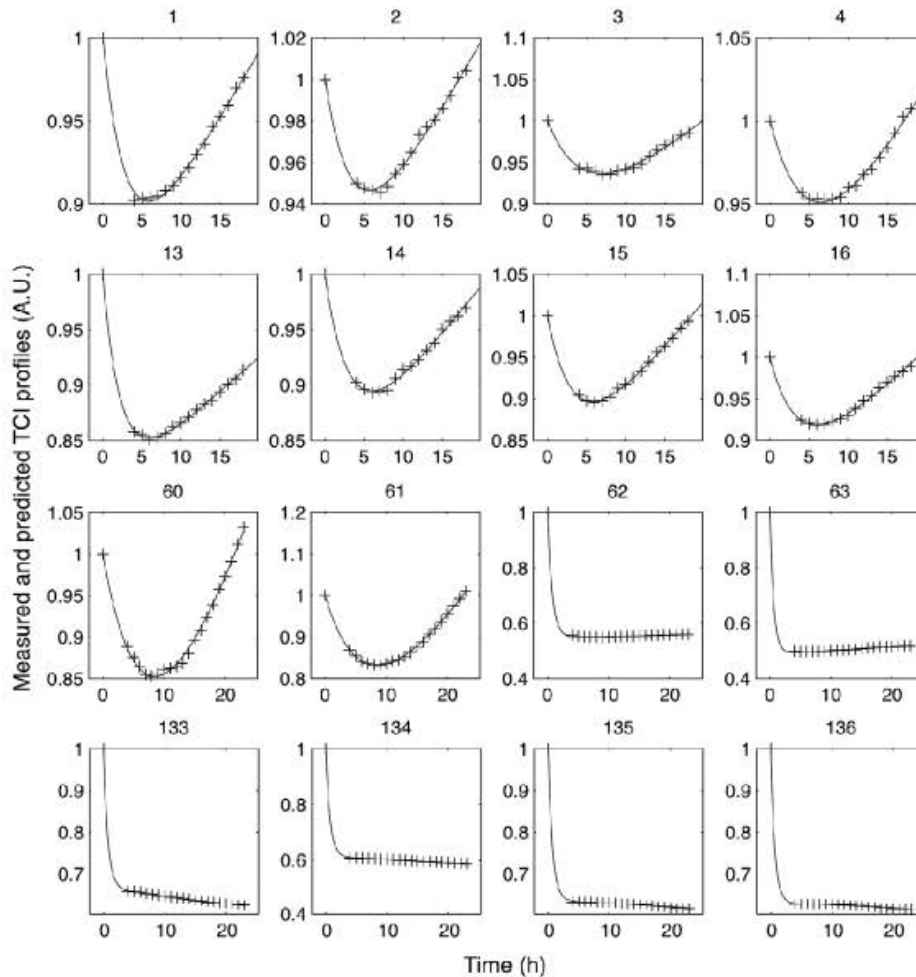 1 2 3 4
1 1.02 1.1 1.05
0.95 1 1.05 1
0.98 1
0.96 0.95
0.9 0.94 0.9 0.95
0 5 10 15 0 5 10 15 0 5 10 15 0 5 10 15
13 14 15 16
1 1 1.05 1.1
0.95 0.95 1 1.05
0.95 1
0.9 0.9 0.9 0.95
0.85 0.85 0.85 0.9
0 5 10 15 0 5 10 15 0 5 10 15 0 5 10 15
60 61 62 63
1.05 1.2 1 1
1 1.1 0.8 0.8
0.95 1
0.9 0.9 0.6 0.6
0.85 0.8 0.4 0.4
0 10 20 0 10 20 0 10 20 0 10 20
133 134 135 136
1 1 1 1
0.9 0.8 0.9 0.9
0.8 0.6 0.8 0.8
0.7 0.4 0.7 0.7
0 10 20 0 10 20 0 10 20 0 10 20
Measured and predicted TCI profiles (A.U.)
Time (h)